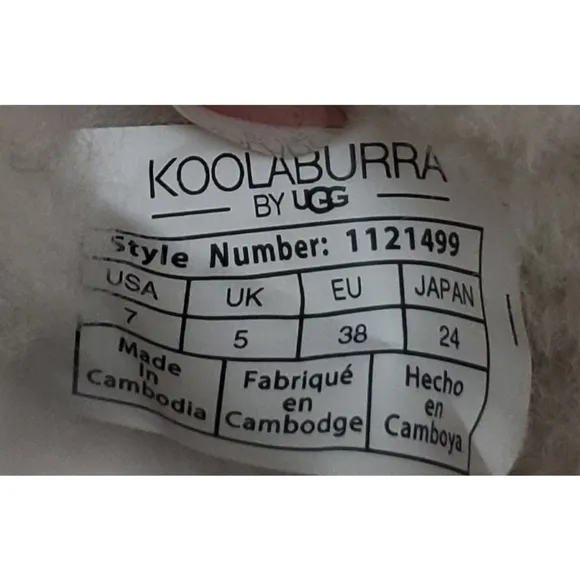 KOOLABURRA
BY UGG
Style Number: 1121499
USA UK EU JAPAN
7 5 38 24
Made in Cambodia
Fabriqué en Cambodge
Hecho en Camboya